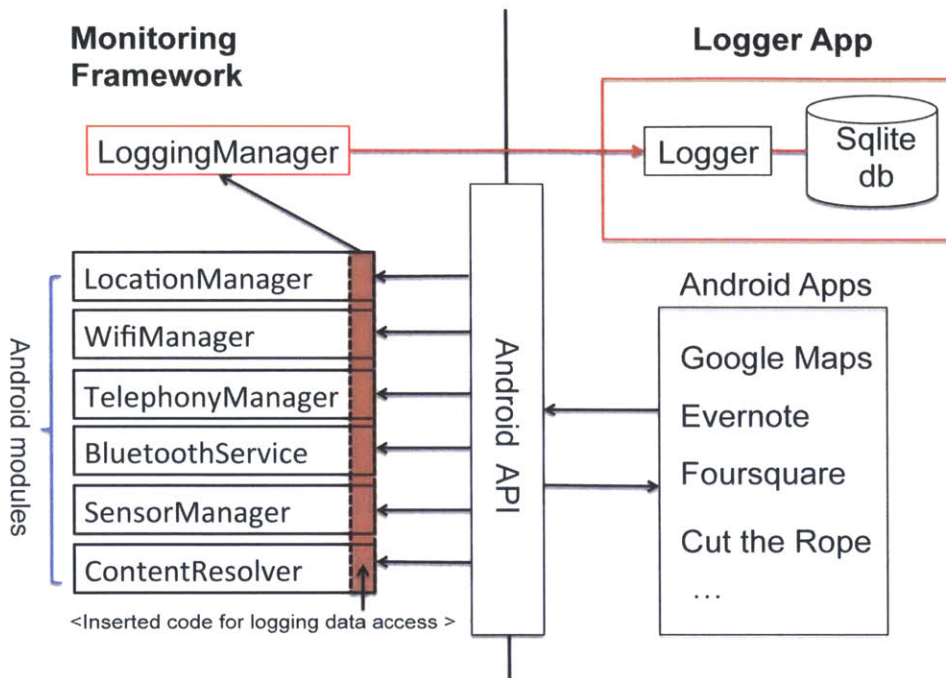 Monitoring
Framework
Logger App
LoggingManager
Logger
Sqlite
db
Android modules
LocationManager
WifiManager
TelephonyManager
BluetoothService
SensorManager
ContentResolver
<Inserted code for logging data access >
Android API
Android Apps
Google Maps
Evernote
Foursquare
Cut the Rope
...